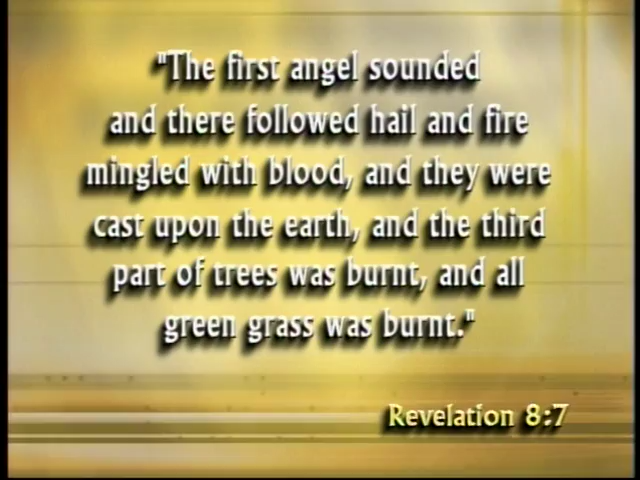 "The first angel sounded
and there followed hail and fire
mingled with blood, and they were
cast upon the earth, and the third
part of trees was burnt, and all
green grass was burnt."
Revelation 8:7